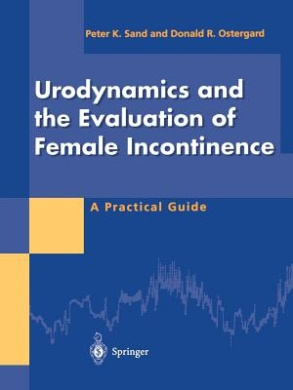 Peter K. Sand and Donald R. Ostergard
Urodynamics and
the Evaluation of
Female Incontinence
A Practical Guide
Springer